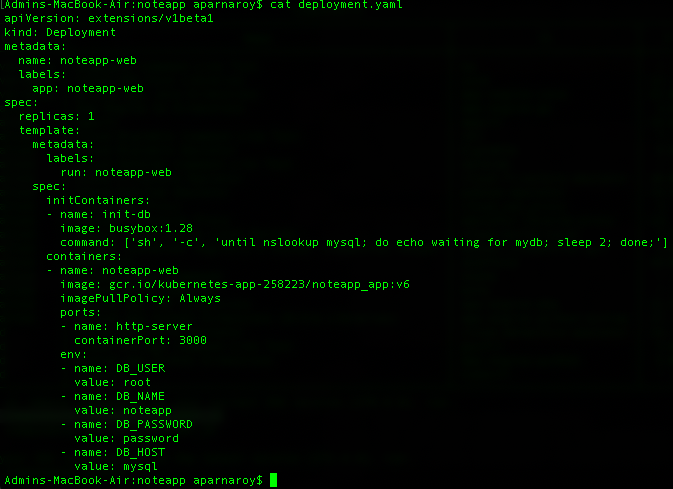 [Admins-MacBook-Air:noteapp aparnaroy$ cat deployment.yaml
apiVersion: extensions/v1beta1
kind: Deployment
metadata:
  name: noteapp-web
  labels:
    app: noteapp-web
spec:
  replicas: 1
  template:
    metadata:
      labels:
        run: noteapp-web
    spec:
      initContainers:
      - name: init-db
        image: busybox:1.28
        command: ['sh', '-c', 'until nslookup mysql; do echo waiting for mydb; sleep 2; done;']
      containers:
      - name: noteapp-web
        image: gcr.io/kubernetes-app-258223/noteapp_app:v6
        imagePullPolicy: Always
        ports:
        - name: http-server
          containerPort: 3000
        env:
        - name: DB_USER
          value: root
        - name: DB_NAME
          value: noteapp
        - name: DB_PASSWORD
          value: password
        - name: DB_HOST
          value: mysql
Admins-MacBook-Air:noteapp aparnaroy$